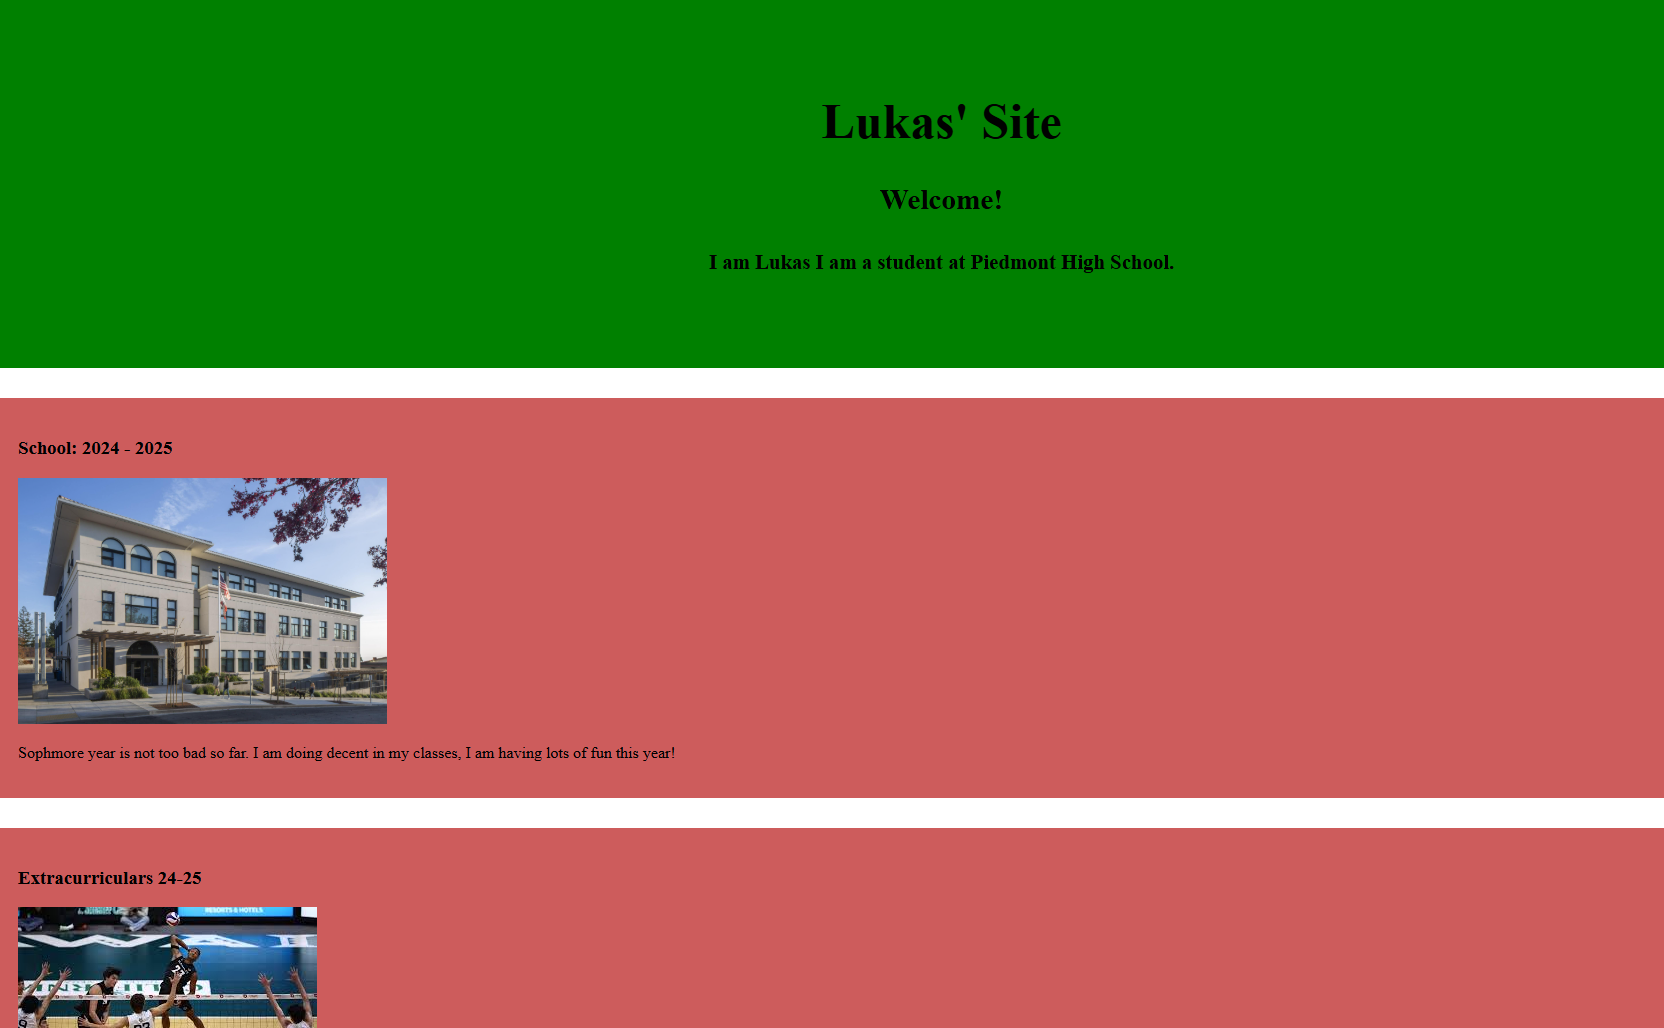 Lukas' Site
Welcome!
I am Lukas I am a student at Piedmont High School.
School: 2024 - 2025
Sophmore year is not too bad so far. I am doing decent in my classes, I am having lots of fun this year!
Extracurriculars 24-25
RESORTS & HOTELS
23